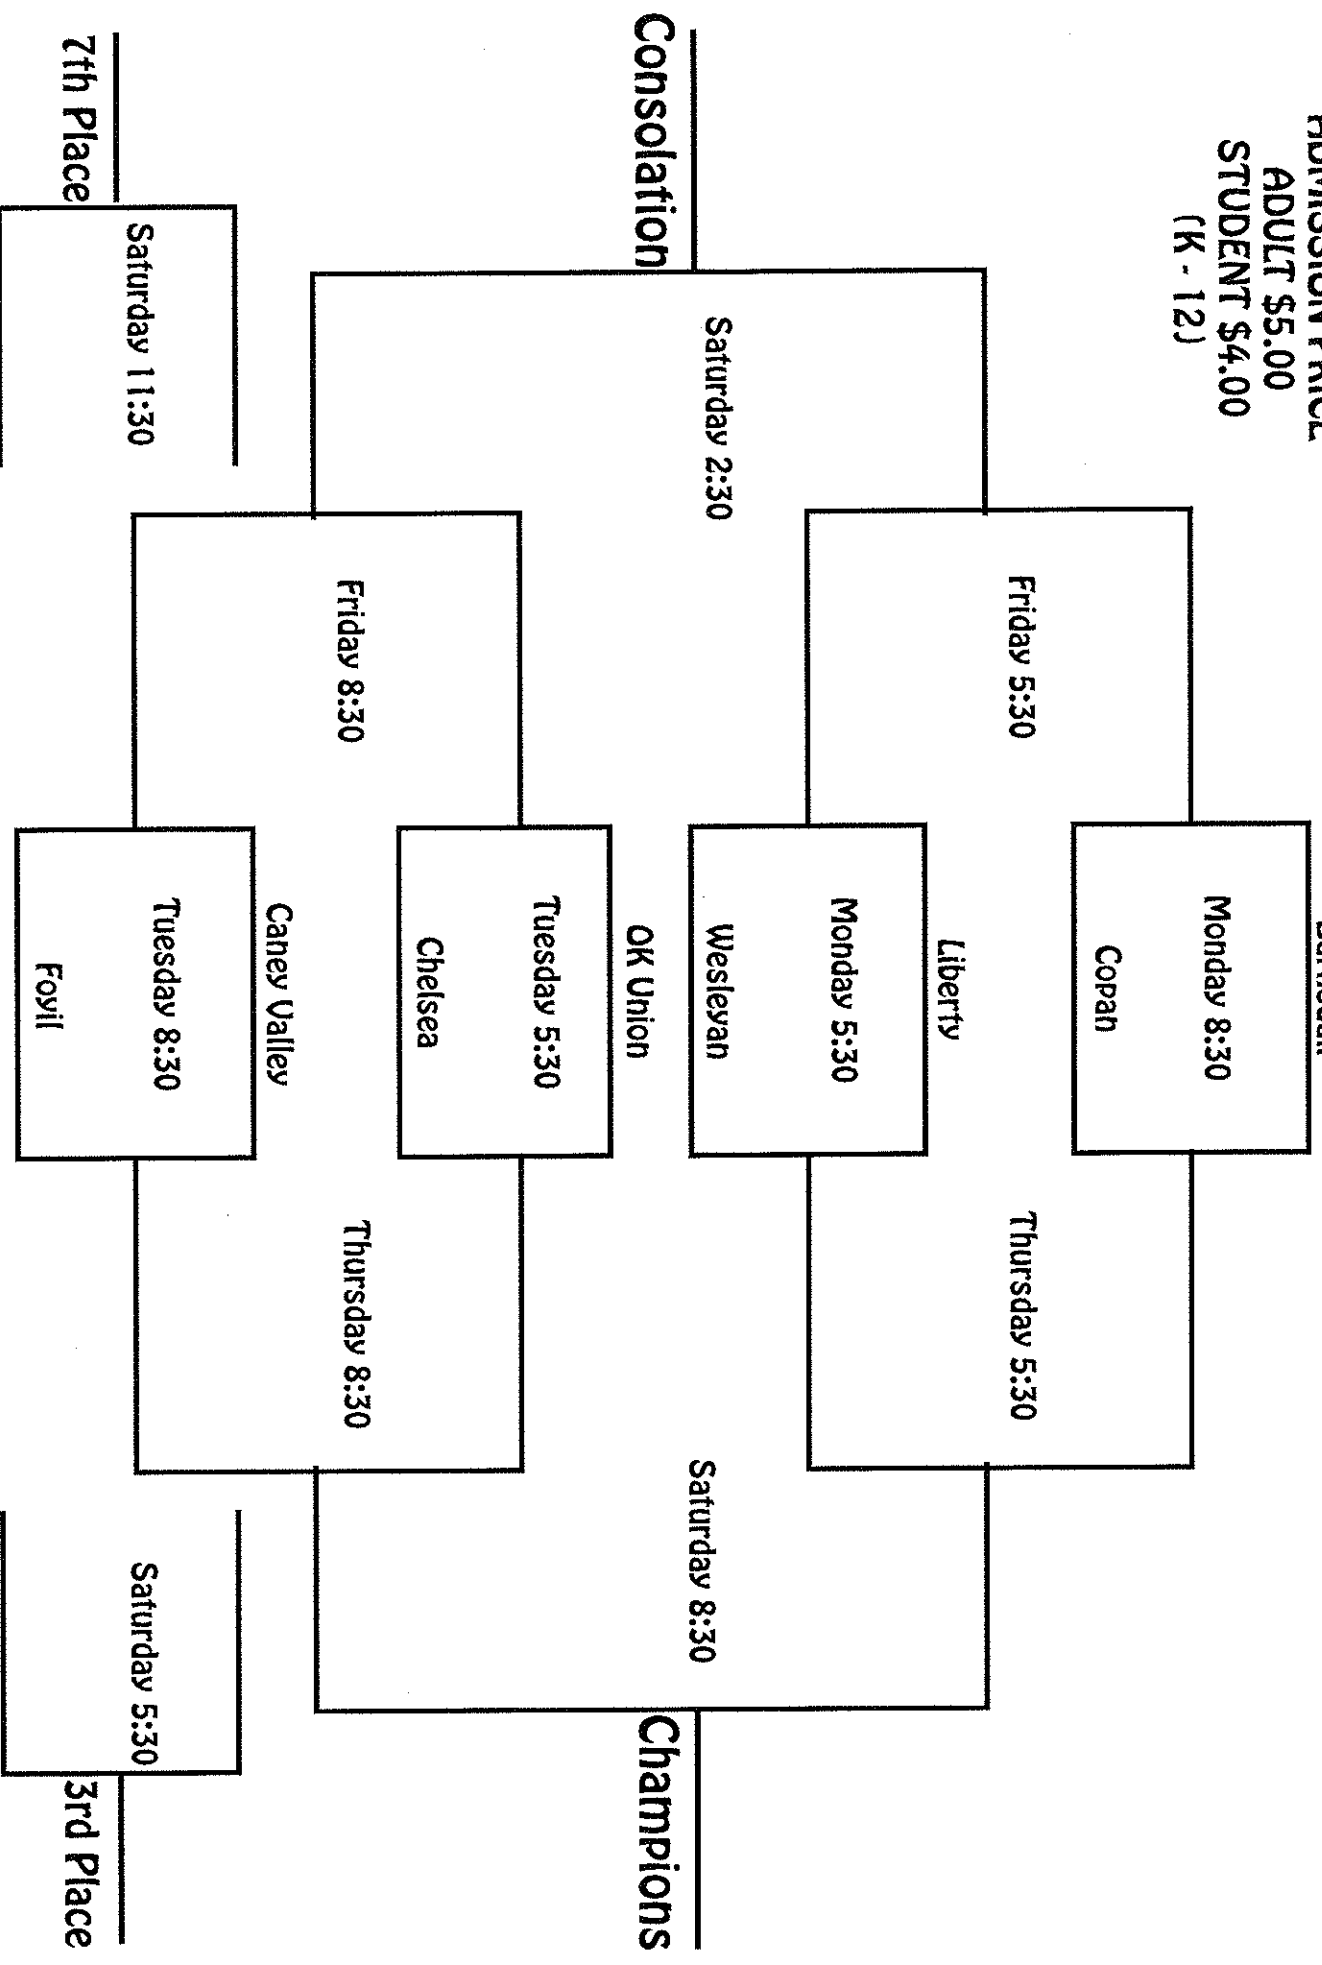 ADMISSION PRICE
ADULT $5.00
STUDENT $4.00
(K - 12)
Monday 8:30
Copan
Friday 5:30
Thursday 5:30
Liberty
Monday 5:30
Wesleyan
Saturday 2:30
Saturday 8:30
Consolation
Champions
OK Union
Tuesday 5:30
Chelsea
Friday 8:30
Thursday 8:30
Caney Valley
Tuesday 8:30
Foyil
Saturday 11:30
Saturday 5:30
7th Place
3rd Place